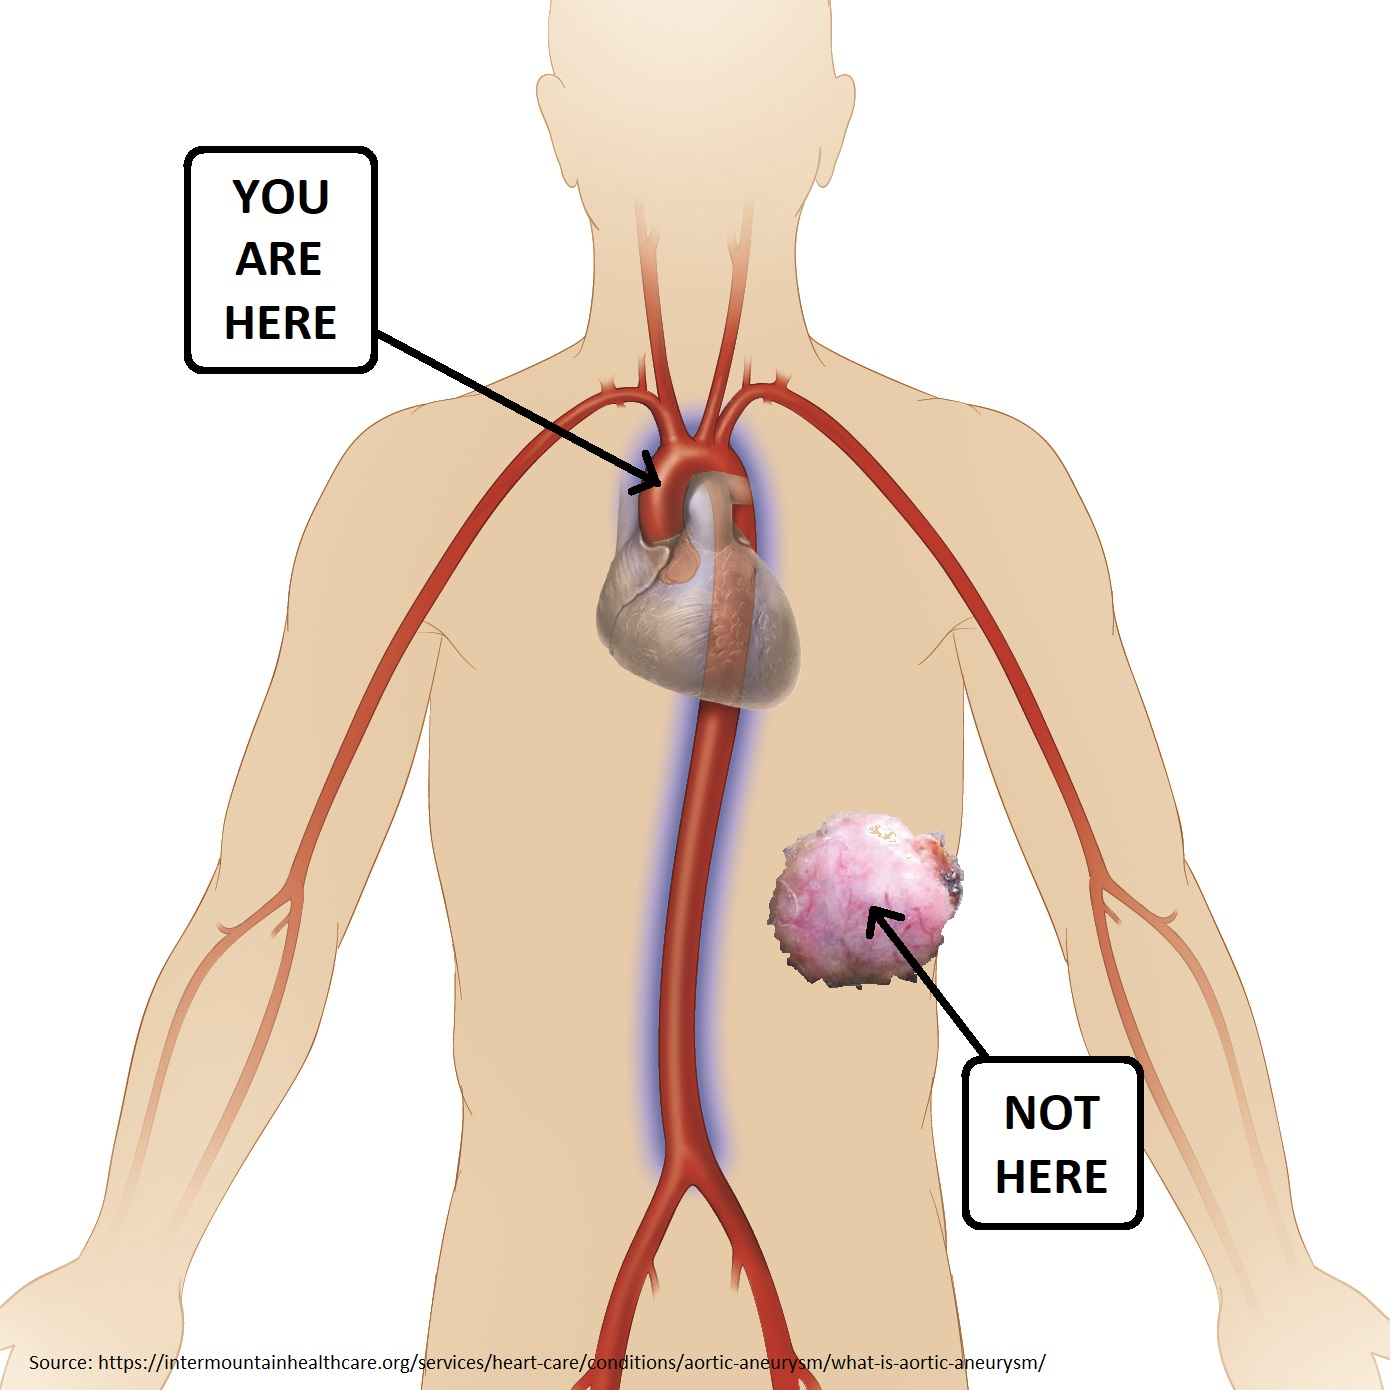 YOU
ARE
HERE
NOT
HERE
Source: https://intermountainhealthcare.org/services/heart-care/conditions/aortic-aneurysm/what-is-aortic-aneurysm/